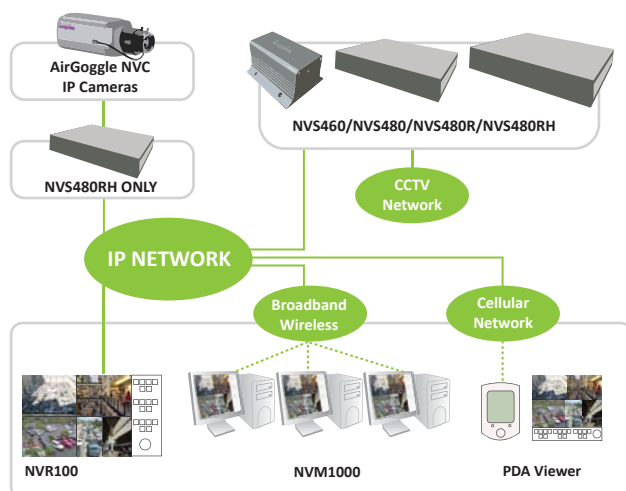 AirGoggle NVC
IP Cameras
NVS460/NVS480/NVS480R/NVS480RH
NVS480RH ONLY
CCTV
Network
IP NETWORK
Broadband
Wireless
Cellular
Network
NVR100
NVM1000
PDA Viewer